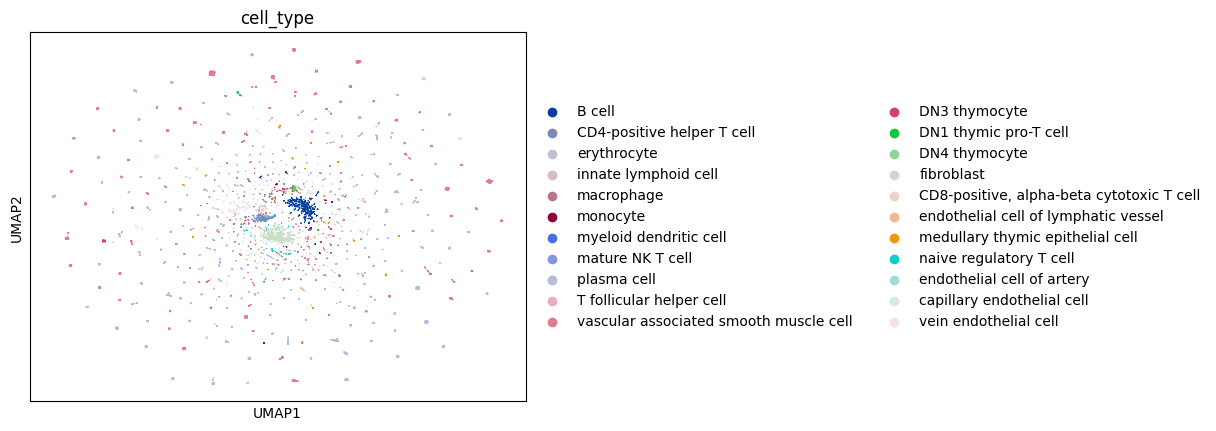 cell_type
UMAP2
UMAP1
B cell
CD4-positive helper T cell
erythrocyte
innate lymphoid cell
macrophage
monocyte
myeloid dendritic cell
mature NK T cell
plasma cell
T follicular helper cell
vascular associated smooth muscle cell
DN3 thymocyte
DN1 thymic pro-T cell
DN4 thymocyte
fibroblast
CD8-positive, alpha-beta cytotoxic T cell
endothelial cell of lymphatic vessel
medullary thymic epithelial cell
naive regulatory T cell
endothelial cell of artery
capillary endothelial cell
vein endothelial cell